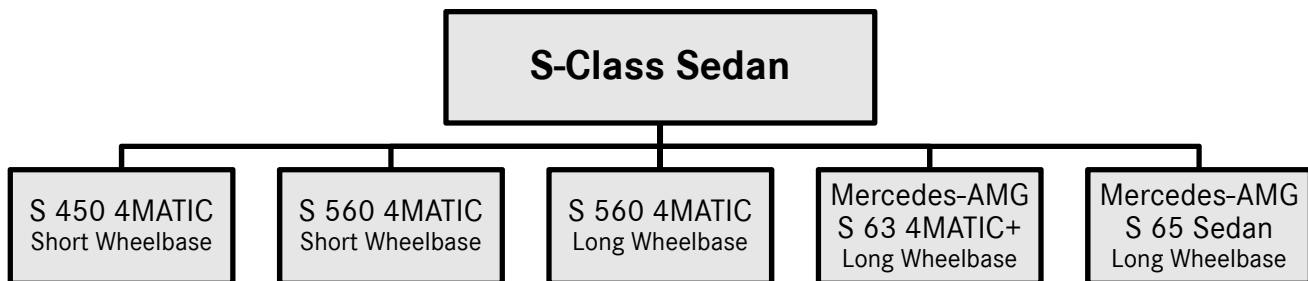 S-Class Sedan
S 450 4MATIC
Short Wheelbase
S 560 4MATIC
Short Wheelbase
S 560 4MATIC
Long Wheelbase
Mercedes-AMG
S 63 4MATIC+
Long Wheelbase
Mercedes-AMG
S 65 Sedan
Long Wheelbase